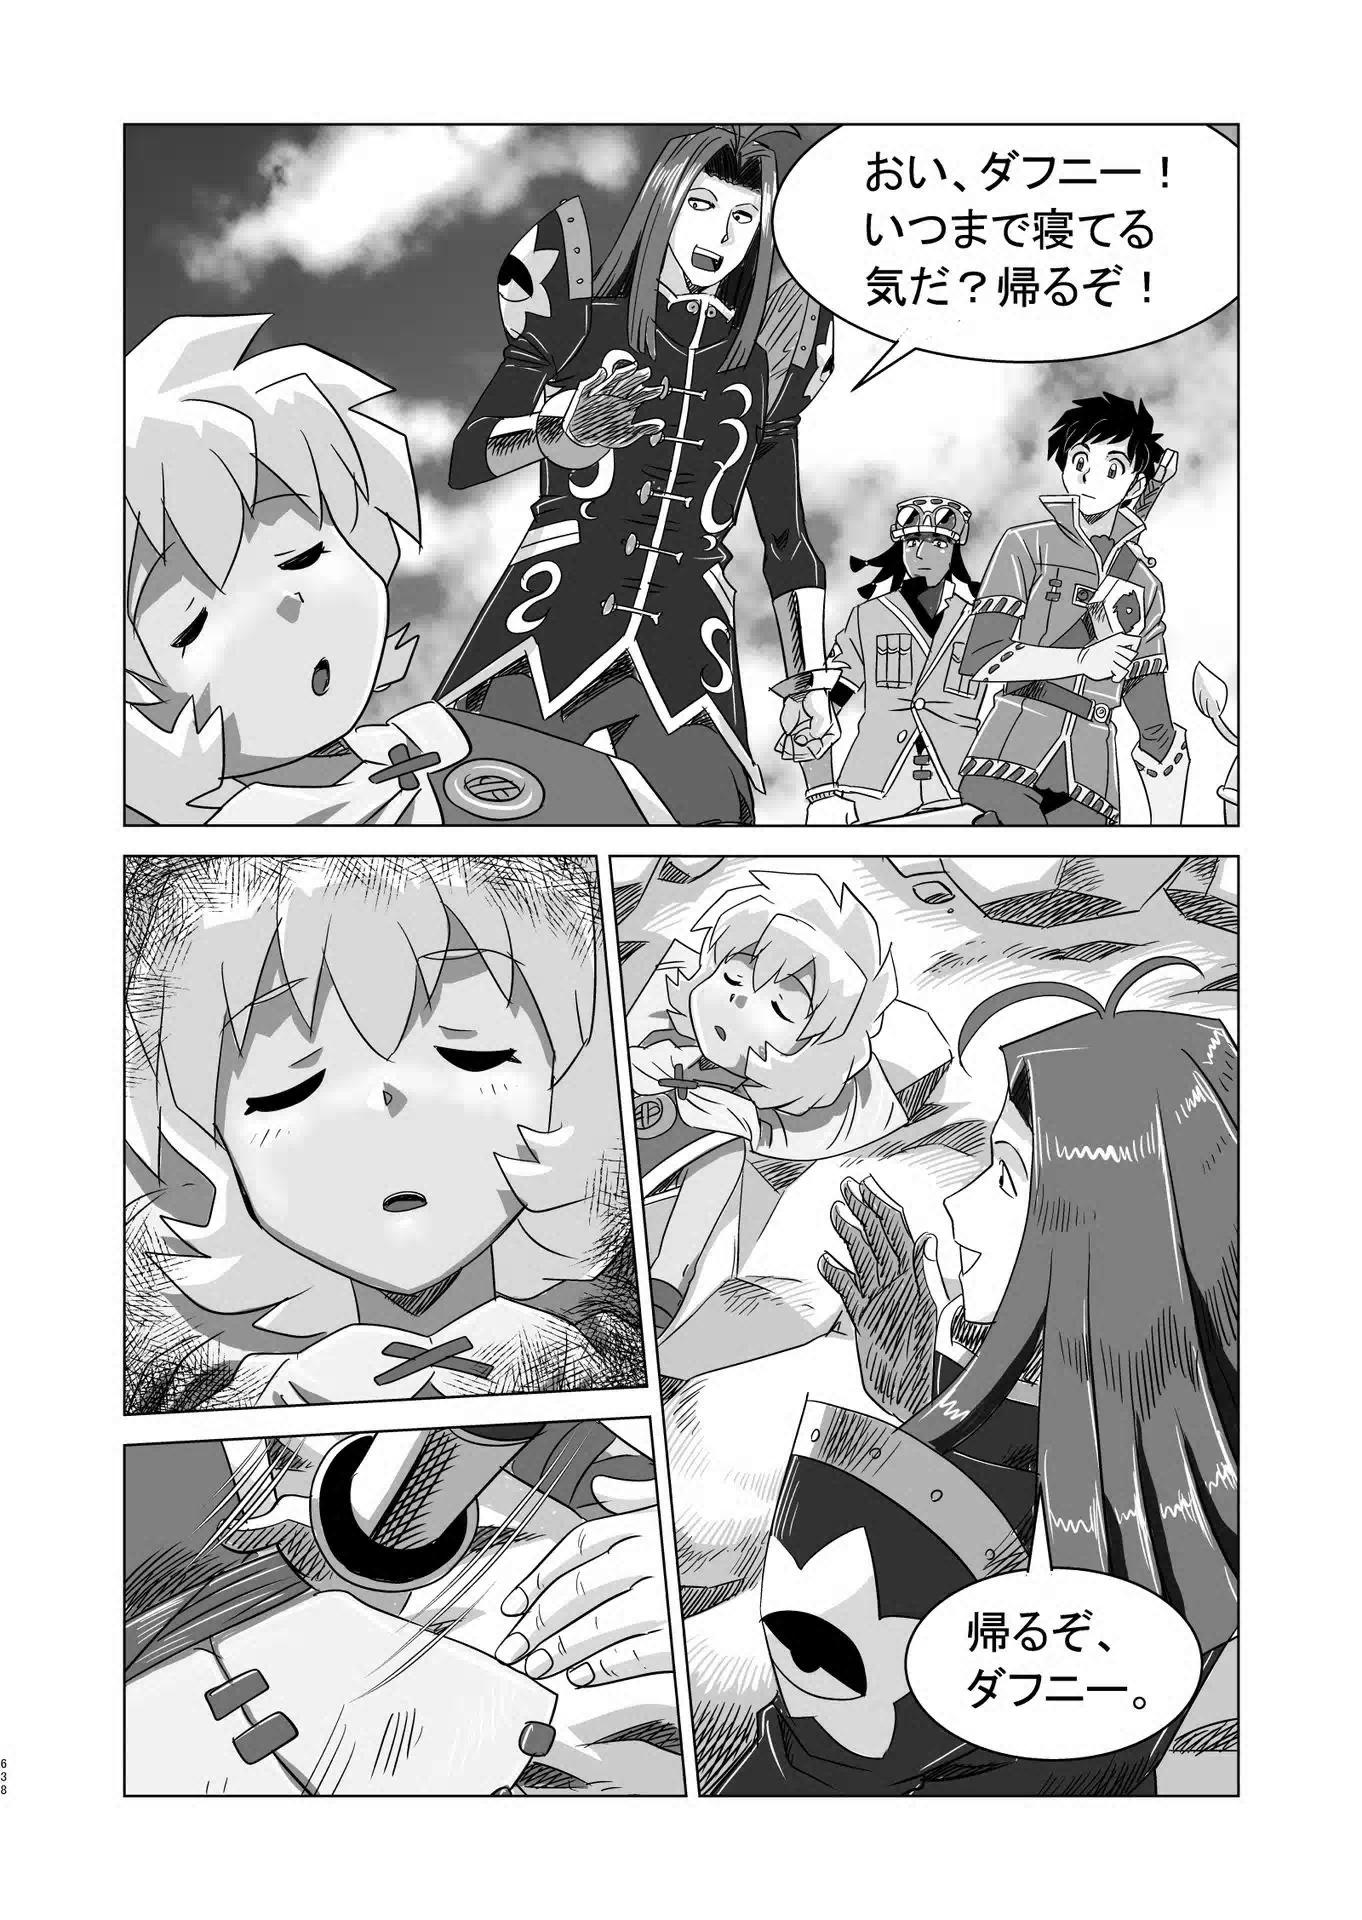 おい、ダフニー！
いつまで寝てる
気だ？帰るぞ！
帰るぞ、
ダフニー。
638